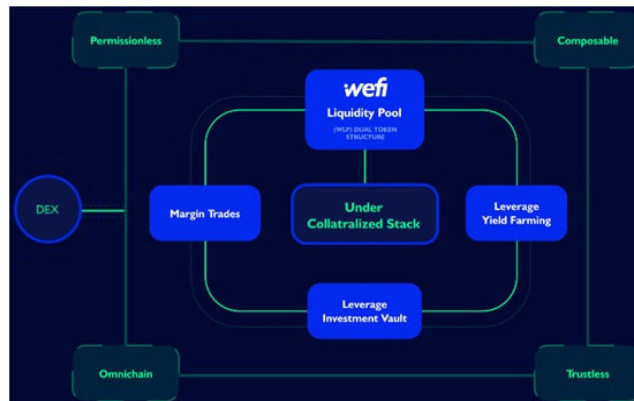 Permissionless
Composable
wefi
Liquidity Pool
(WLP) DUAL TOKEN
STRUCTURE
DEX
Margin Trades
Under
Collatralized Stack
Leverage
Yield Farming
Leverage
Investment Vault
Omnichain
Trustless